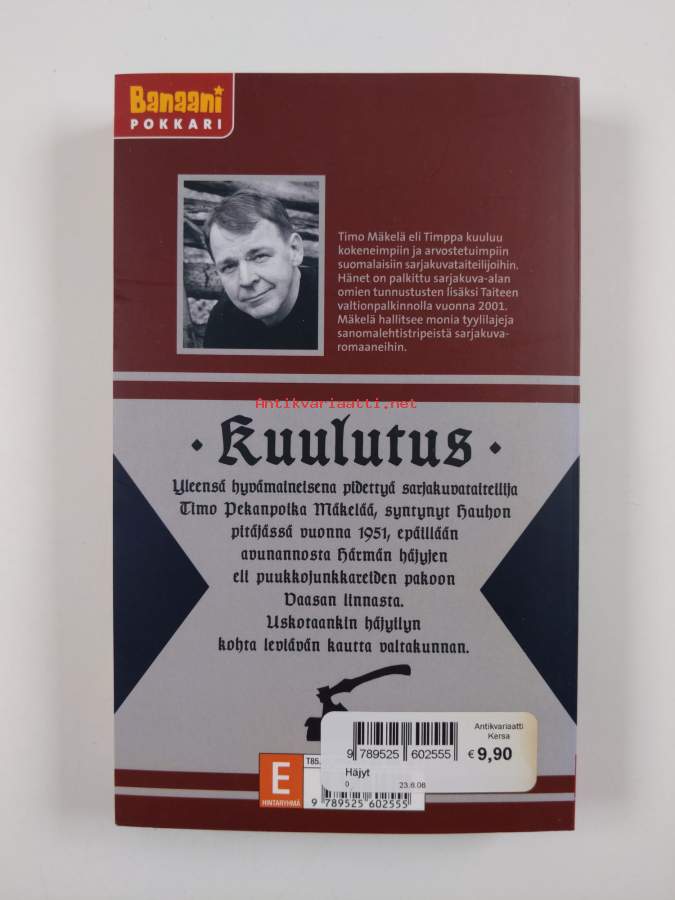 Banaani
POKKARI
Timo Mäkelä eli Timppa kuuluu
kokeneimpiin ja arvostetuimpiin
suomalaisiin sarjakuvataiteilijoihin.
Hänet on palkittu sarjakuva-alan
omien tunnustusten lisäksi Taiteen
valtionpalkinnolla vuonna 2001.
Mäkelä hallitsee monia tyylilajeja
sanomalehtistripeistä sarjakuva-
romaaneihin.
Antikvariaatti.net
· Kuulutus ·
Yleensä hyvämaineisena pidettyä sarjakuvataiteilija
Timo Pekanpoika Mäkelää, syntynyt Hauhon
pitäjässä vuonna 1951, epäillään
avunannosta Härmän häjyjen
eli puukkojunkkareiden pakoon
Vaasan linnasta.
Uskotaankin häjyilyn
kohta leviävän kautta valtakunnan.
Antikvariaatti
Kersa
9 789525 602555
€ 9,90
Häjyt
0 23.6.06
E
HINTARYHMÄ
T85.
9 789525 602555